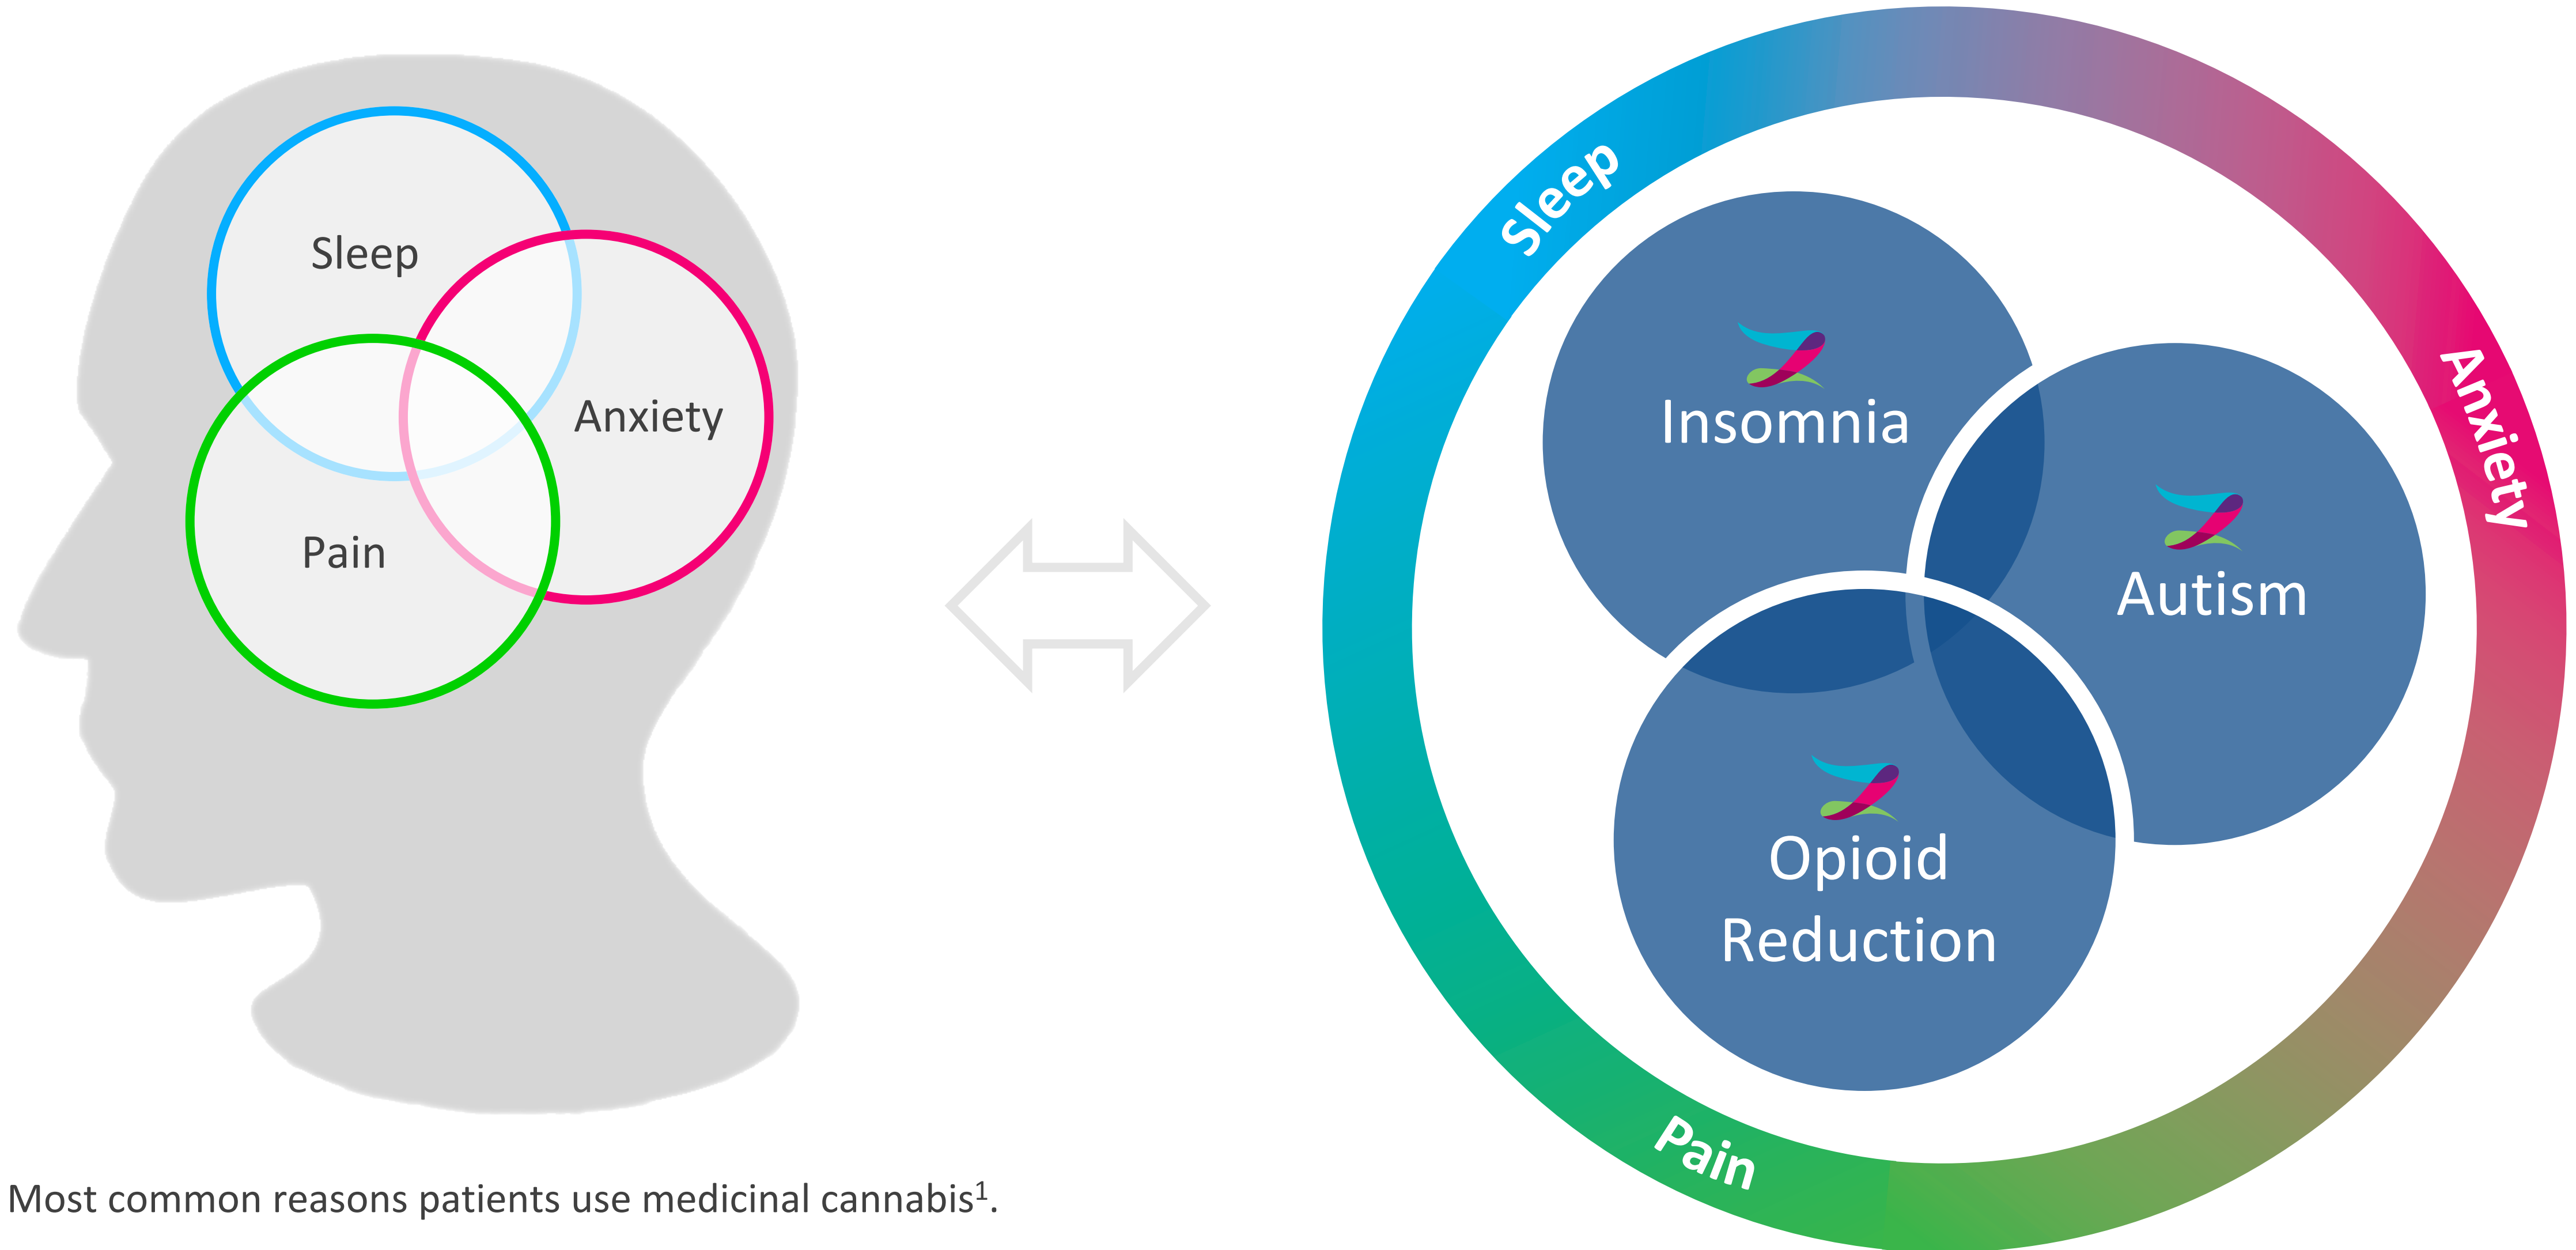 Sleep
Anxiety
Pain
Most common reasons patients use medicinal cannabis¹.
Sleep
Anxiety
Pain
Insomnia
Autism
Opioid
Reduction